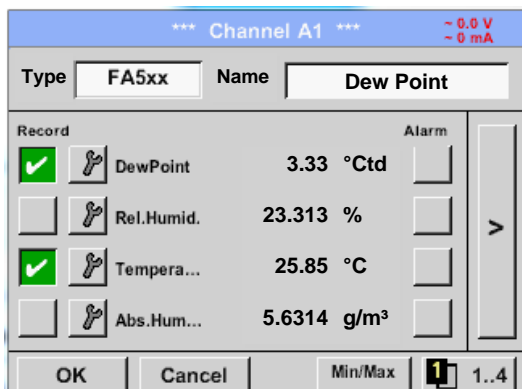 *** Channel A1 ***
~ 0.0 V
~ 0 mA
Type FA5xx Name Dew Point
Record Alarm
DewPoint 3.33 °Ctd
Rel.Humid. 23.313 %
Tempera... 25.85 °C
Abs.Hum... 5.6314 g/m³
>
OK Cancel Min/Max 1 1..4